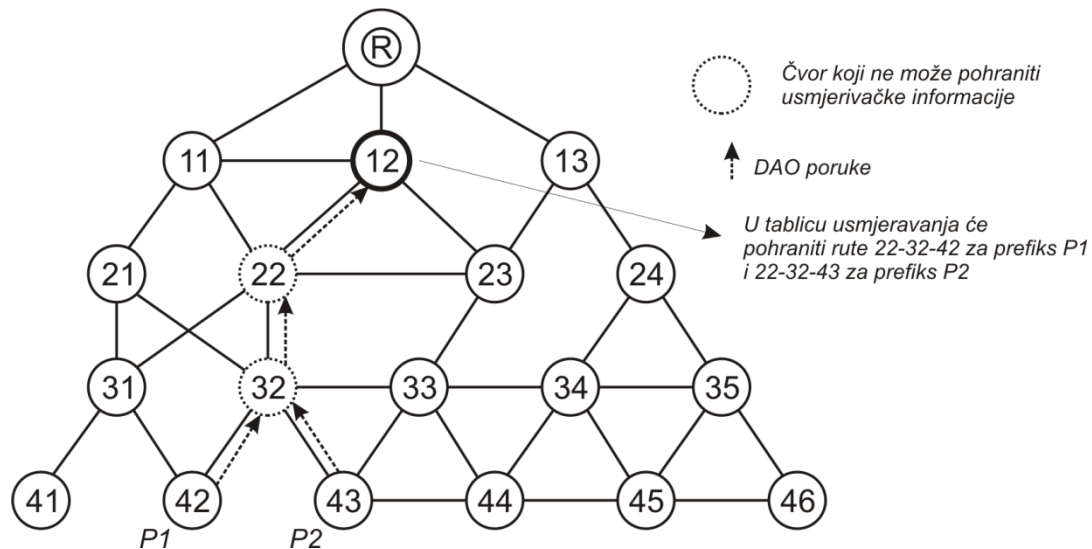 R
Čvor koji ne može pohraniti
usmjerivačke informacije
11
12
13
DAO poruke
U tablicu usmjeravanja će
pohraniti rute 22-32-42 za prefiks P1
i 22-32-43 za prefiks P2
21
22
23
24
31
32
33
34
35
41
42
43
44
45
46
P1
P2